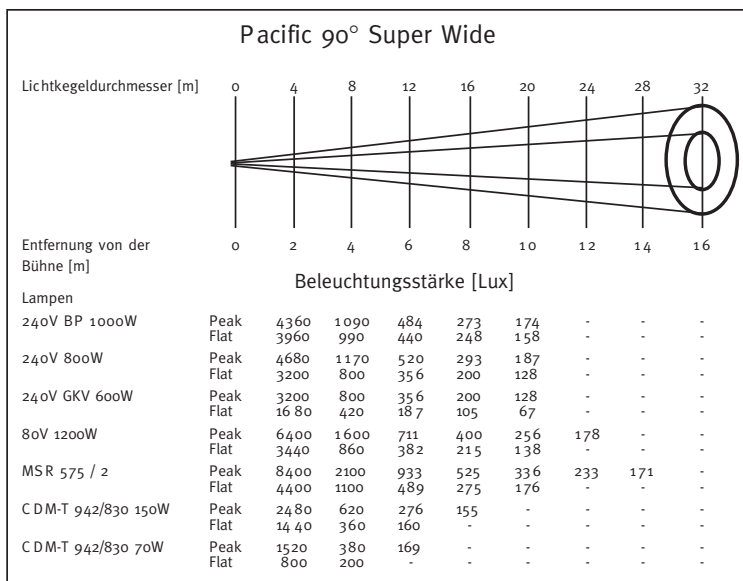 Pacific 90° Super Wide
Lichtkegeldurchmesser [m] 0 4 8 12 16 20 24 28 32
Entfernung von der 0 2 4 6 8 10 12 14 16
Bühne [m]
Beleuchtungsstärke [Lux]
Lampen
240V BP 1000W Peak 4360 1090 484 273 174 - - -
Flat 3960 990 440 248 158 - - -
240V 800W Peak 4680 1170 520 293 187 - - -
Flat 3200 800 356 200 128 - - -
240V GKV 600W Peak 3200 800 356 200 128 - - -
Flat 1680 420 187 105 67 - - -
80V 1200W Peak 6400 1600 711 400 256 178 - -
Flat 3440 860 382 215 138 - - -
MSR 575 / 2 Peak 8400 2100 933 525 336 233 171 -
Flat 4400 1100 489 275 176 - - -
CDM-T 942/830 150W Peak 2480 620 276 155 - - - -
Flat 1440 360 160 - - - - -
CDM-T 942/830 70W Peak 1520 380 169 - - - - -
Flat 800 200 - - - - - -